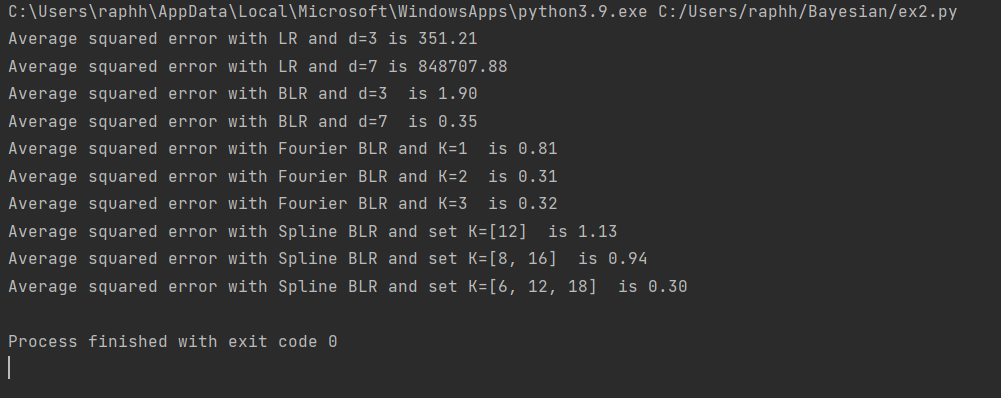 C:\Users\raphh\AppData\Local\Microsoft\WindowsApps\python3.9.exe C:/Users/raphh/Bayesian/ex2.py
Average squared error with LR and d=3 is 351.21
Average squared error with LR and d=7 is 848707.88
Average squared error with BLR and d=3  is 1.90
Average squared error with BLR and d=7  is 0.35
Average squared error with Fourier BLR and K=1  is 0.81
Average squared error with Fourier BLR and K=2  is 0.31
Average squared error with Fourier BLR and K=3  is 0.32
Average squared error with Spline BLR and set K=[12]  is 1.13
Average squared error with Spline BLR and set K=[8, 16]  is 0.94
Average squared error with Spline BLR and set K=[6, 12, 18]  is 0.30
Process finished with exit code 0